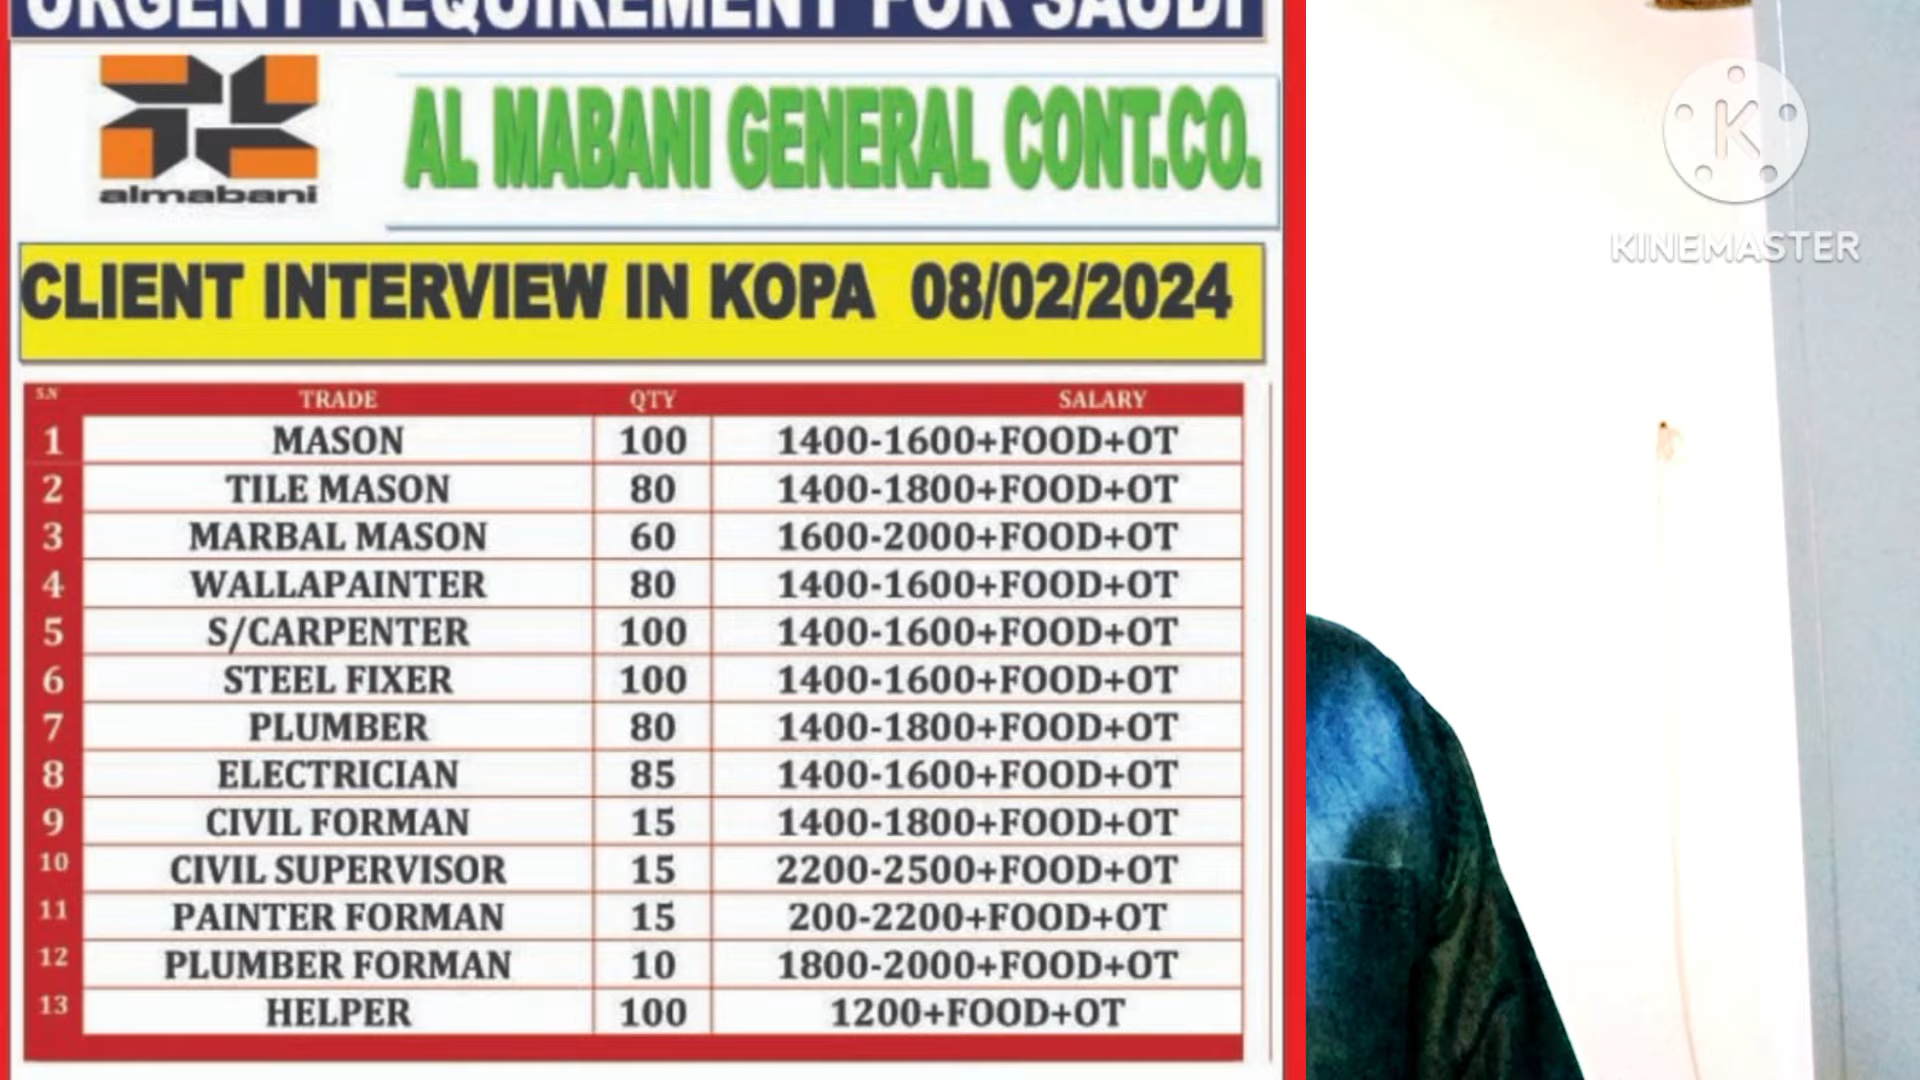 URGENT REQUIREMENT FOR SAUDI
almabani
AL MABANI GENERAL CONT.CO.
CLIENT INTERVIEW IN KOPA 08/02/2024
S.N TRADE QTY SALARY
1 MASON 100 1400-1600+FOOD+OT
2 TILE MASON 80 1400-1800+FOOD+OT
3 MARBAL MASON 60 1600-2000+FOOD+OT
4 WALLAPAINTER 80 1400-1600+FOOD+OT
5 S/CARPENTER 100 1400-1600+FOOD+OT
6 STEEL FIXER 100 1400-1600+FOOD+OT
7 PLUMBER 80 1400-1800+FOOD+OT
8 ELECTRICIAN 85 1400-1600+FOOD+OT
9 CIVIL FORMAN 15 1400-1800+FOOD+OT
10 CIVIL SUPERVISOR 15 2200-2500+FOOD+OT
11 PAINTER FORMAN 15 200-2200+FOOD+OT
12 PLUMBER FORMAN 10 1800-2000+FOOD+OT
13 HELPER 100 1200+FOOD+OT
K
KINEMASTER